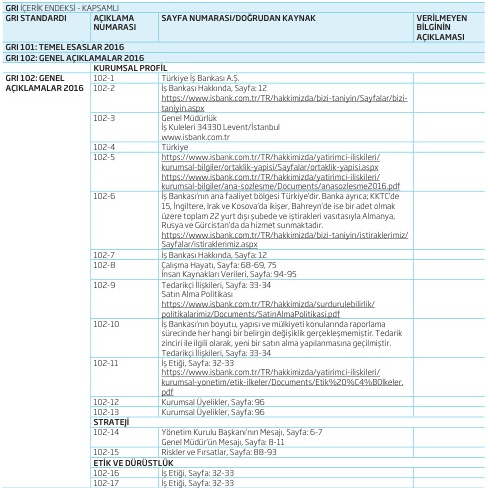 GRI İÇERİK ENDEKSİ - KAPSAMLI
GRI STANDARDI
AÇIKLAMA NUMARASI
SAYFA NUMARASI/DOĞRUDAN KAYNAK
VERİLMEYEN BİLGİNİN AÇIKLAMASI
GRI 101: TEMEL ESASLAR 2016
GRI 102: GENEL AÇIKLAMALAR 2016
KURUMSAL PROFİL
GRI 102: GENEL AÇIKLAMALAR 2016
102-1 Türkiye İş Bankası A.Ş.
102-2 İş Bankası Hakkında, Sayfa: 12
https://www.isbank.com.tr/TR/hakkimizda/bizi-taniyin/Sayfalar/bizi-
taniyin.aspx
102-3 Genel Müdürlük
İş Kuleleri 34330 Levent/İstanbul
www.isbank.com.tr
102-4 Türkiye
102-5 https://www.isbank.com.tr/TR/hakkimizda/yatirimci-iliskileri/
kurumsal-bilgiler/ortaklik-yapisi/Sayfalar/ortaklik-yapisi.aspx
https://www.isbank.com.tr/TR/hakkimizda/yatirimci-iliskileri/
kurumsal-bilgiler/ana-sozlesme/Documents/anasozlesme2016.pdf
102-6 İş Bankası'nın ana faaliyet bölgesi Türkiye'dir. Banka ayrıca; KKTC'de
15, İngiltere, Irak ve Kosova'da ikişer, Bahreyn'de ise bir adet olmak
üzere toplam 22 yurt dışı şubede ve iştirakleri vasıtasıyla Almanya,
Rusya ve Gürcistan'da da hizmet sunmaktadır.
https://www.isbank.com.tr/TR/hakkimizda/bizi-taniyin/istiraklerimiz/
Sayfalar/istiraklerimiz.aspx
102-7 İş Bankası Hakkında, Sayfa: 12
102-8 Çalışma Hayatı, Sayfa: 68-69, 75
İnsan Kaynakları Verileri, Sayfa: 94-95
102-9 Tedarikçi İlişkileri, Sayfa: 33-34
Satın Alma Politikası
https://www.isbank.com.tr/TR/hakkimizda/surdurulebilirlik/
politikalarimiz/Documents/SatinAlmaPolitikasi.pdf
102-10 İş Bankası'nın boyutu, yapısı ve mülkiyeti konularında raporlama
sürecinde her hangi bir belirgin değişiklik gerçekleşmemiştir. Tedarik
zinciri ile ilgili olarak, yeni bir satın alma yapılanmasına geçilmiştir.
Tedarikçi İlişkileri, Sayfa: 33-34
102-11 İş Etiği, Sayfa: 32-33
https://www.isbank.com.tr/TR/hakkimizda/yatirimci-iliskileri/
kurumsal-yonetim/etik-ilkeler/Documents/Etik%20%C4%B0lkeler.
pdf
102-12 Kurumsal Üyelikler, Sayfa: 96
102-13 Kurumsal Üyelikler, Sayfa: 96
STRATEJİ
102-14 Yönetim Kurulu Başkanı'nın Mesajı, Sayfa: 6-7
Genel Müdür'ün Mesajı, Sayfa: 8-11
102-15 Riskler ve Fırsatlar, Sayfa: 88-93
ETİK VE DÜRÜSTLÜK
102-16 İş Etiği, Sayfa: 32-33
102-17 İş Etiği, Sayfa: 32-33